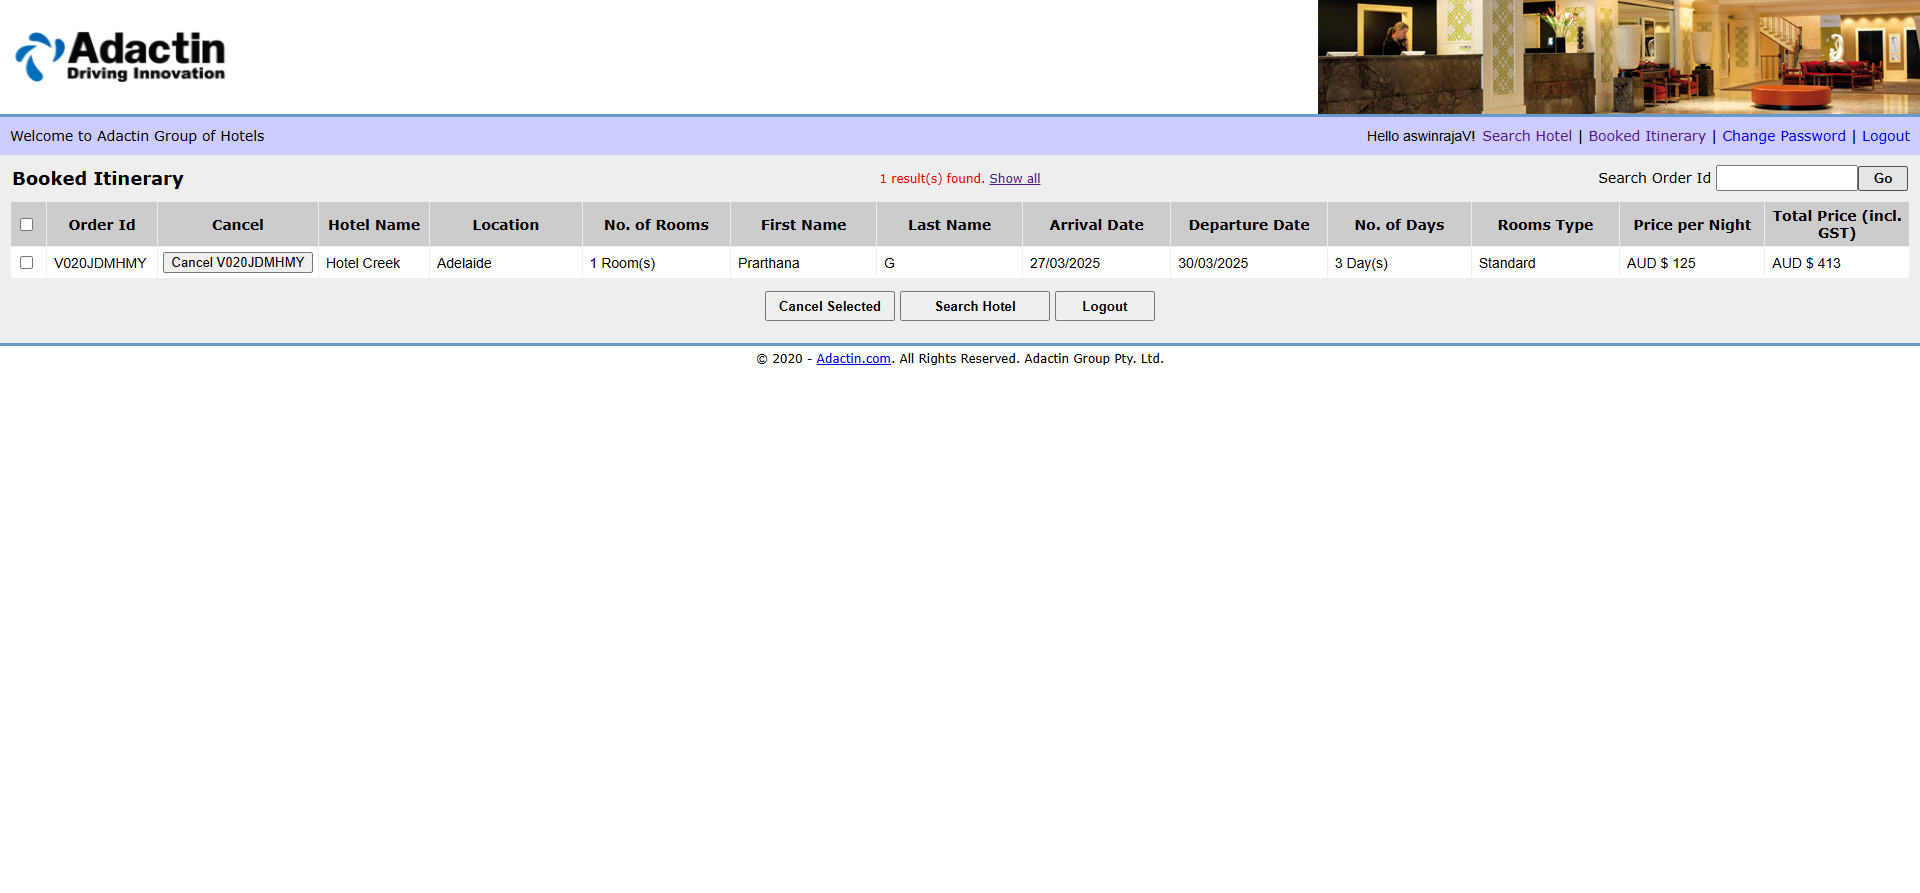 Adactin
Driving Innovation
Welcome to Adactin Group of Hotels
Hello aswinrajaV! Search Hotel | Booked Itinerary | Change Password | Logout
Booked Itinerary
1 result(s) found. Show all
Search Order Id Go
Order Id Cancel Hotel Name Location No. of Rooms First Name Last Name Arrival Date Departure Date No. of Days Rooms Type Price per Night Total Price (incl. GST)
V020JDMHMY Cancel V020JDMHMY Hotel Creek Adelaide 1 Room(s) Prarthana G 27/03/2025 30/03/2025 3 Day(s) Standard AUD $ 125 AUD $ 413
Cancel Selected Search Hotel Logout
© 2020 - Adactin.com. All Rights Reserved. Adactin Group Pty. Ltd.